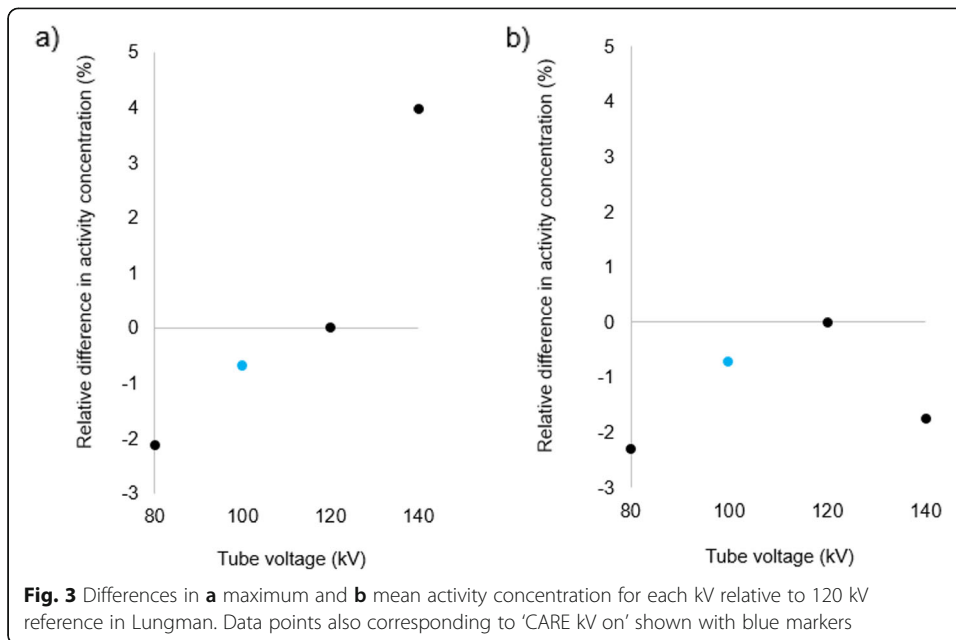 a)
Relative difference in activity concentration (%)
5
4
3
2
1
0
-1
-2
-3
80 100 120 140
Tube voltage (kV)
b)
Relative difference in activity concentration (%)
5
4
3
2
1
0
-1
-2
-3
80 100 120 140
Tube voltage (kV)
Fig. 3 Differences in a maximum and b mean activity concentration for each kV relative to 120 kV
reference in Lungman. Data points also corresponding to ‘CARE kV on’ shown with blue markers